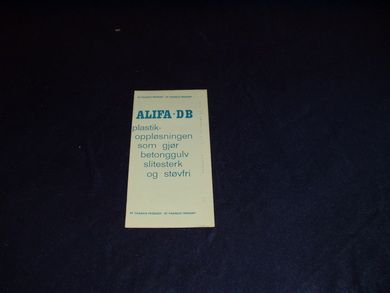 ALIFA-DB
plastik-
oppløsningen
som gjør
betonggulv
slitesterk
og støvfri